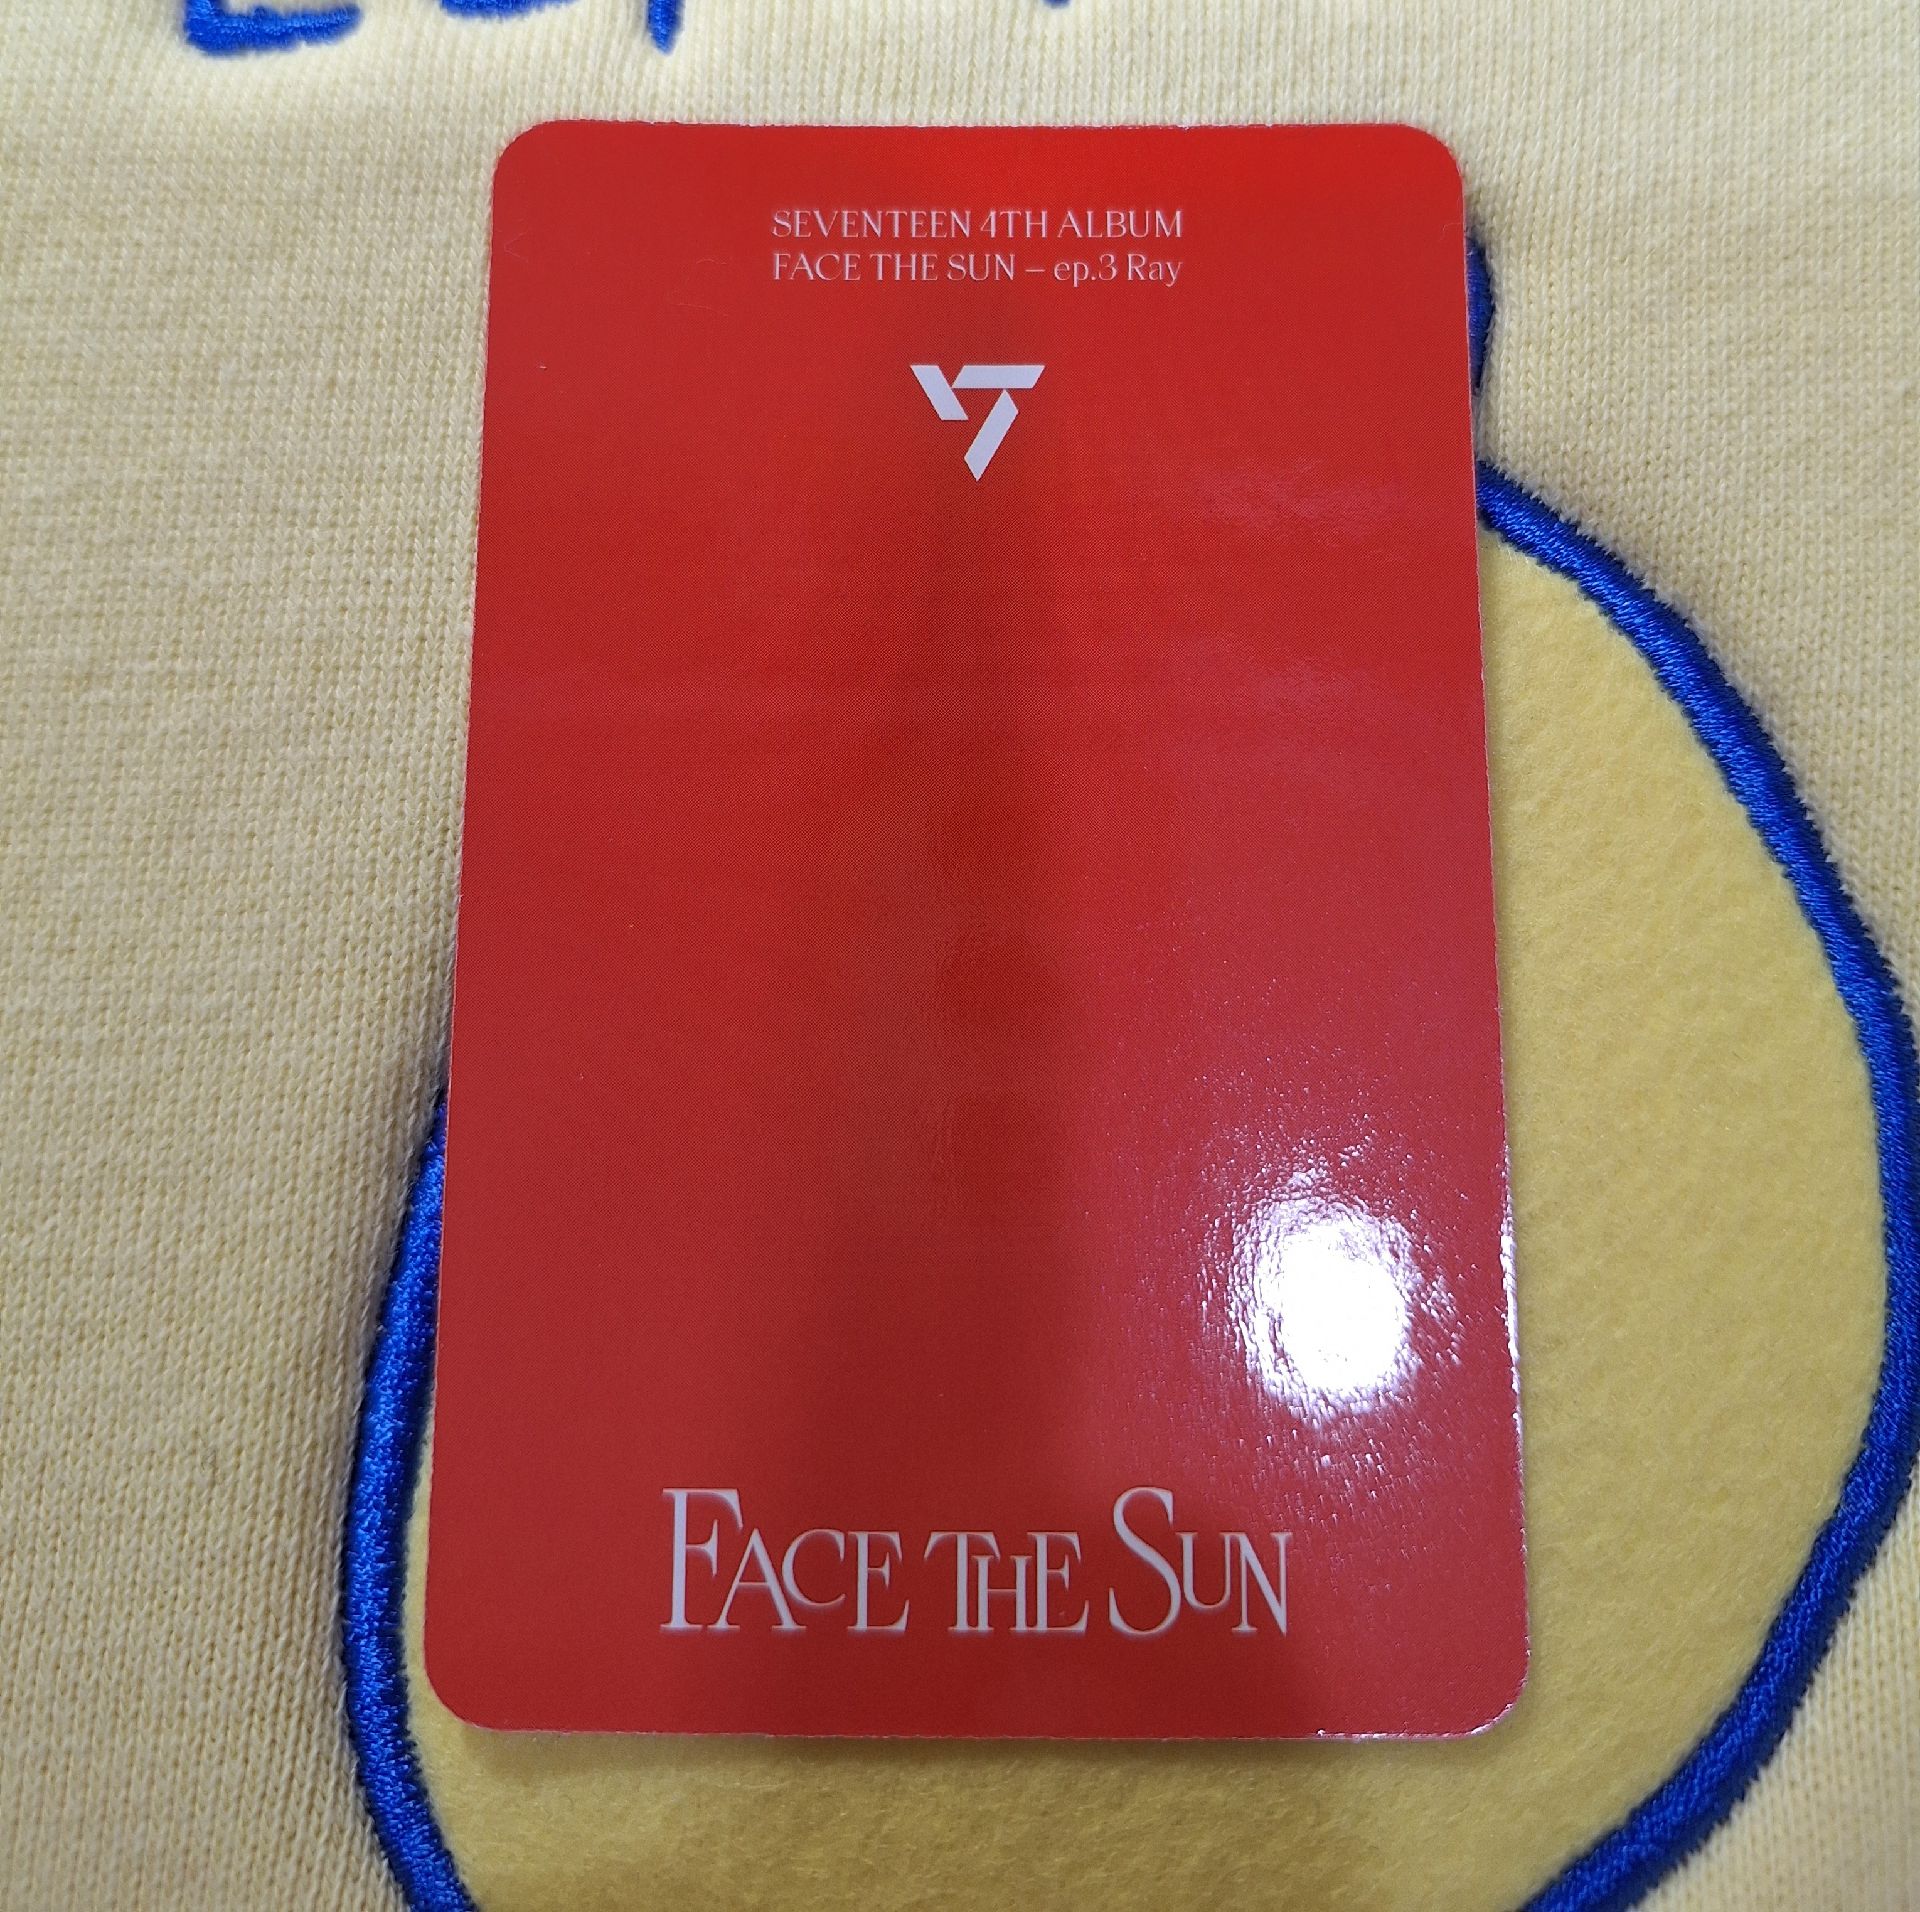 SEVENTEEN 4TH ALBUM
FACE THE SUN – ep.3 Ray
FACE THE SUN